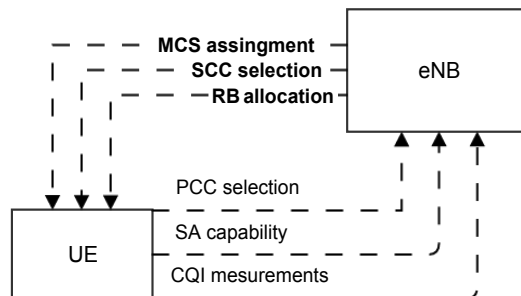 MCS assingment
SCC selection
eNB
RB allocation
PCC selection
SA capability
UE
CQI mesurements